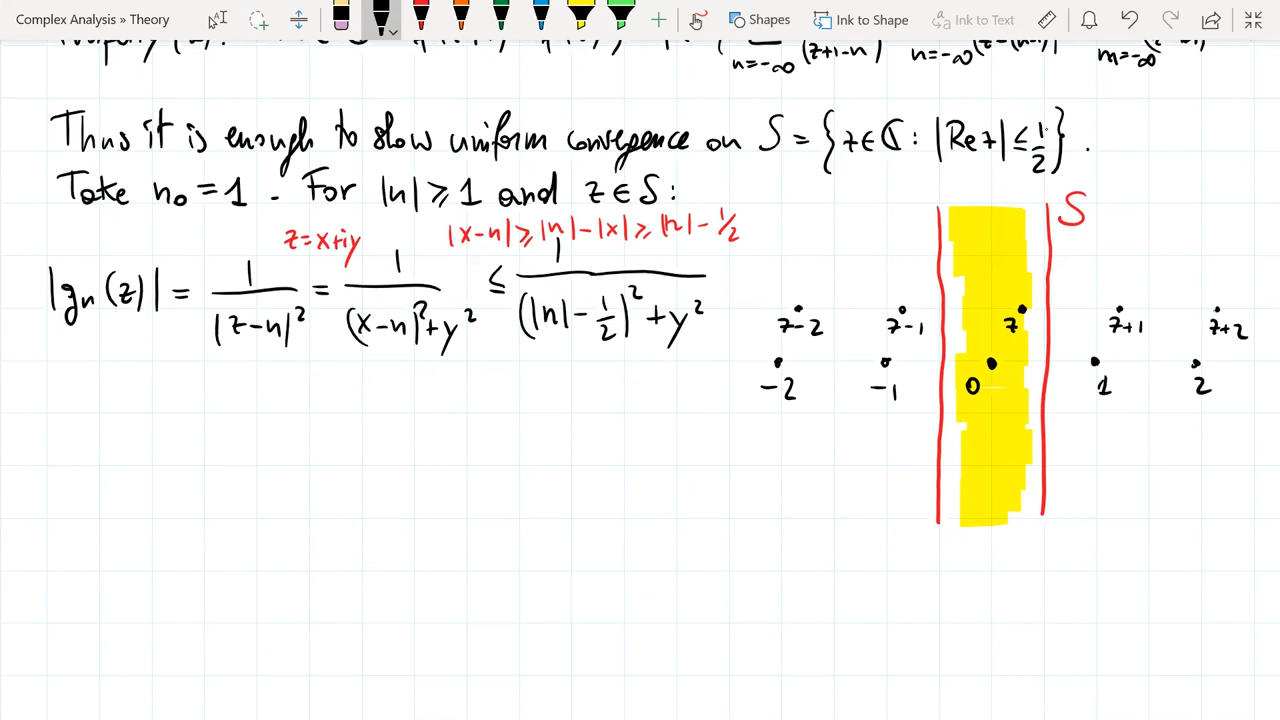 Complex Analysis » Theory
Shapes
Ink to Shape
Ink to Text
(z+1-n)
n=-∞
n=-∞
m=-∞
Thus it is enough to show uniform convergence on S = {z∈ℂ : |Re z| ≤ 1/2}.
Take n₀ = 1. For |n| ≥ 1 and z ∈ S:
z=x+iy |x-n| ≥ |n|-|x| ≥ |n|-1/2
S
|gₙ(z)| = 1/|z-n|² = 1/((x-n)²+y²) ≤ 1/((|n|-1/2)²+y²)
z-2 z-1 z z+1 z+2
-2 -1 0 1 2